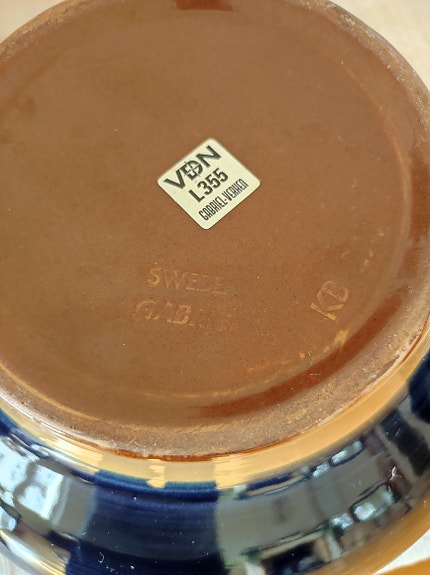 VDN
L355
GABRIEL-VERKEN
SWEDEN
GABRIEL
KB